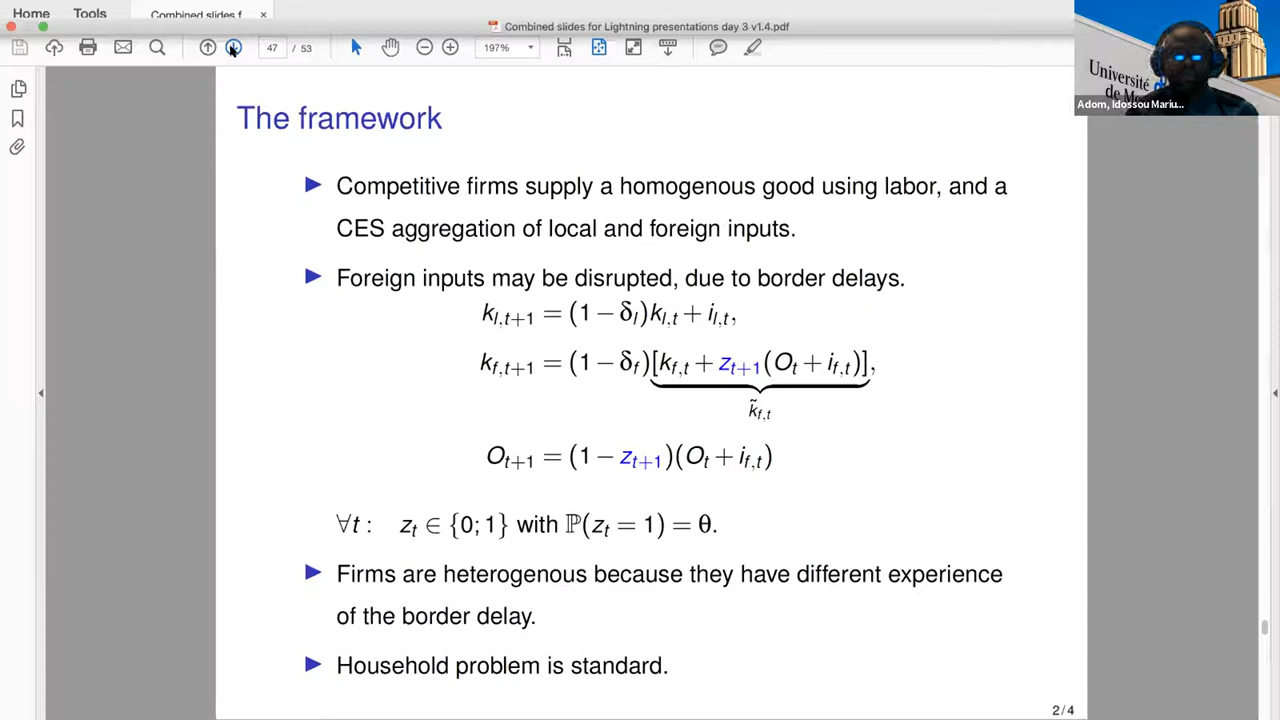 Home Tools Combined slides f... ×
Combined slides for Lightning presentations day 3 v1.4.pdf
47 / 53 197%
Université
de Mo
Adom, Idossou Mariu...
The framework
Competitive firms supply a homogenous good using labor, and a
CES aggregation of local and foreign inputs.
Foreign inputs may be disrupted, due to border delays.
k_{l,t+1} = (1 − δ_l)k_{l,t} + i_{l,t},
k_{f,t+1} = (1 − δ_f)[k_{f,t} + z_{t+1}(O_t + i_{f,t})],
k̃_{f,t}
O_{t+1} = (1 − z_{t+1})(O_t + i_{f,t})
∀t : z_t ∈ {0; 1} with ℙ(z_t = 1) = θ.
Firms are heterogenous because they have different experience
of the border delay.
Household problem is standard.
2 / 4